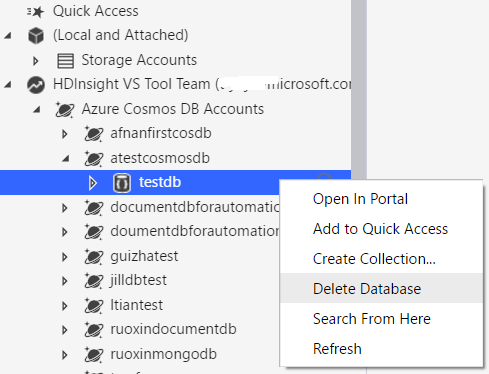 Quick Access
(Local and Attached)
Storage Accounts
HDInsight VS Tool Team (
microsoft.con
Azure Cosmos DB Accounts
afnanfirstcosdb
atestcosmosdb
testdb
documentdbforautomatic
doumentdbforautomation
guizhatest
jilldbtest
ltiantest
ruoxindocumentdb
ruoxinmongodb
Open In Portal
Add to Quick Access
Create Collection...
Delete Database
Search From Here
Refresh